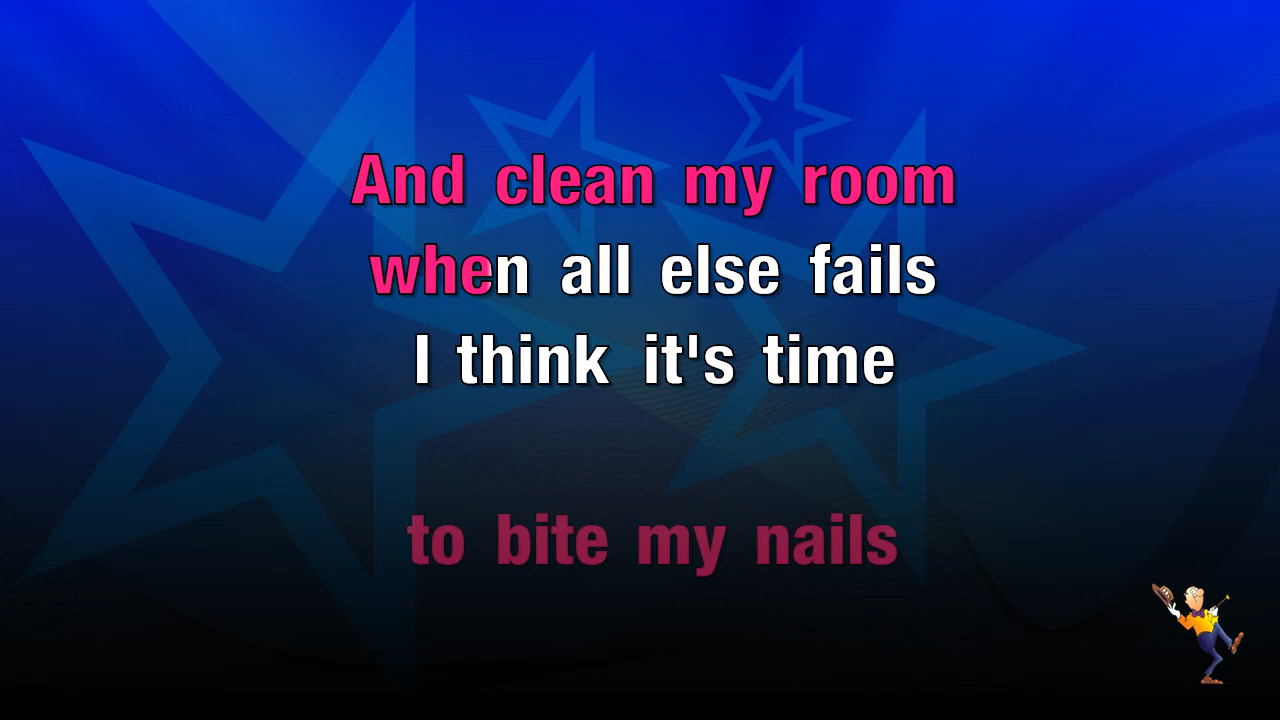 And clean my room
when all else fails
I think it's time
to bite my nails